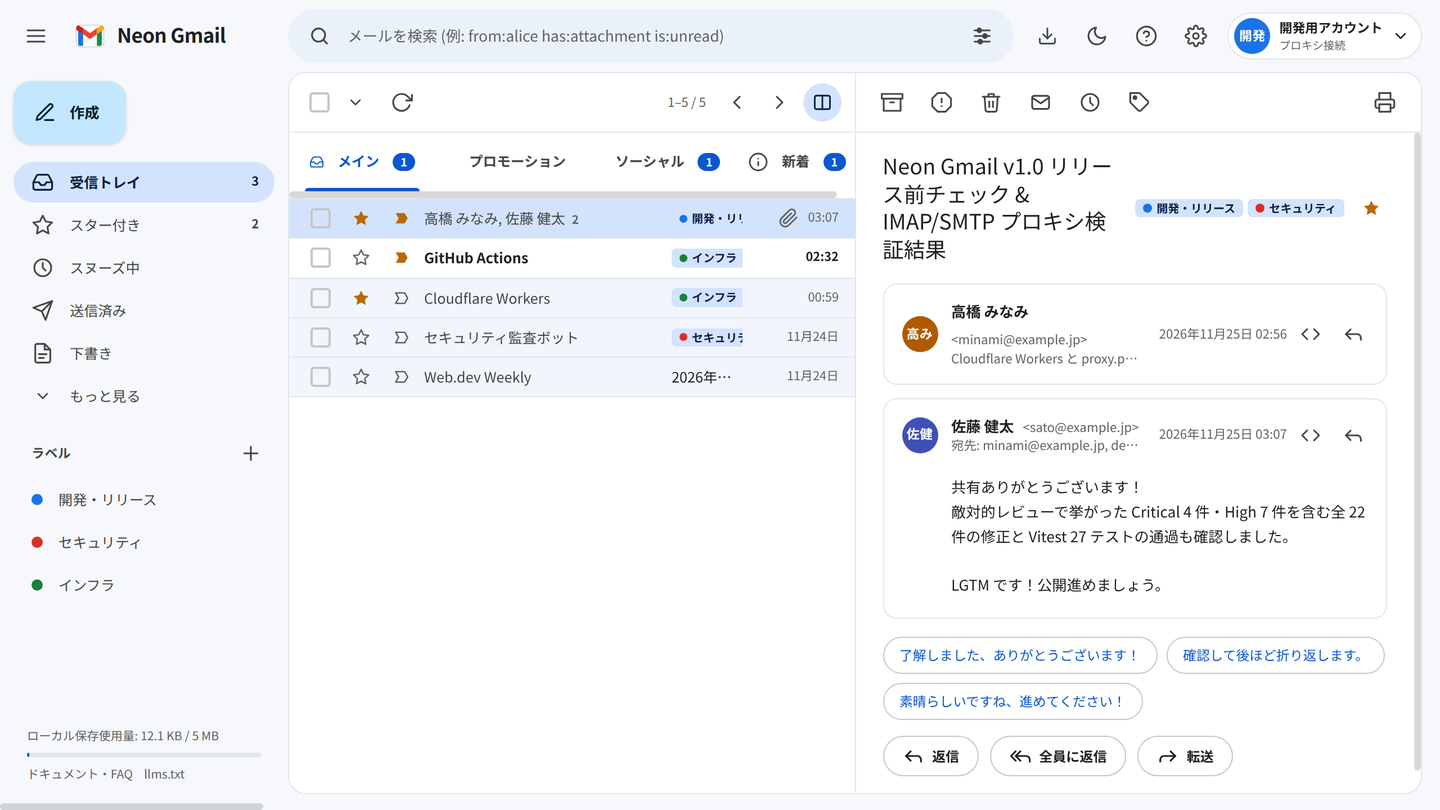 Neon Gmail
メールを検索 (例: from:alice has:attachment is:unread)
開発
開発用アカウント
プロキシ接続
作成
受信トレイ 3
スター付き 2
スヌーズ中
送信済み
下書き
もっと見る
ラベル
開発・リリース
セキュリティ
インフラ
ローカル保存使用量: 12.1 KB / 5 MB
ドキュメント・FAQ llms.txt
1–5 / 5
メイン 1 プロモーション ソーシャル 1 新着 1
高橋 みなみ, 佐藤 健太 2 開発・リ 03:07
GitHub Actions インフラ 02:32
Cloudflare Workers インフラ 00:59
セキュリティ監査ボット セキュリ 11月24日
Web.dev Weekly 2026年… 11月24日
Neon Gmail v1.0 リリー
ス前チェック &
IMAP/SMTP プロキシ検
証結果
開発・リリース セキュリティ
高み
高橋 みなみ
<minami@example.jp>
Cloudflare Workers と proxy.p…
2026年11月25日 02:56
佐健
佐藤 健太 <sato@example.jp>
宛先: minami@example.jp, de…
2026年11月25日 03:07
共有ありがとうございます！
敵対的レビューで挙がった Critical 4 件・High 7 件を含む全 22
件の修正と Vitest 27 テストの通過も確認しました。
LGTM です！公開進めましょう。
了解しました、ありがとうございます！ 確認して後ほど折り返します。
素晴らしいですね、進めてください！
返信 全員に返信 転送